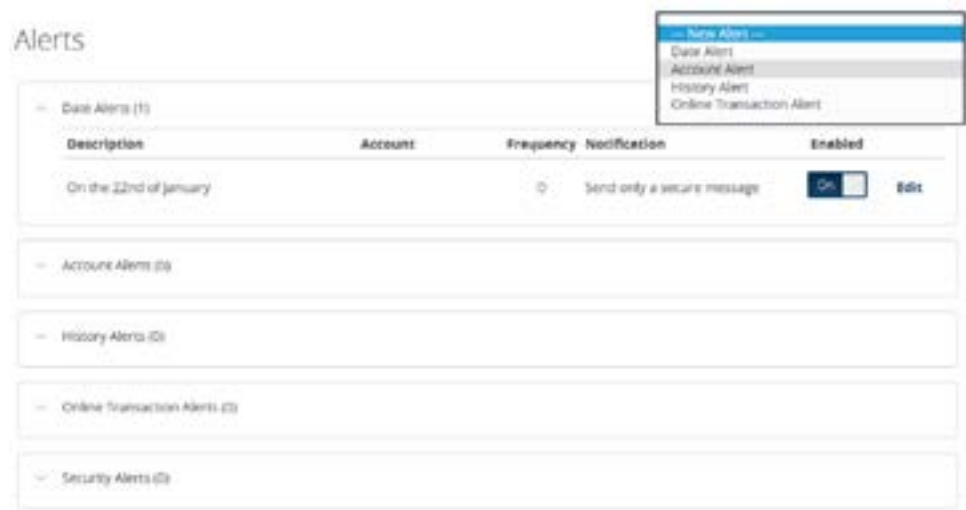 Alerts
— New Alert —
Date Alert
Account Alert
History Alert
Online Transaction Alert
Date Alerts (1)
Description Account Frequency Notification Enabled
On the 22nd of January 0 Send only a secure message On Edit
Account Alerts (0)
History Alerts (0)
Online Transaction Alerts (0)
Security Alerts (0)